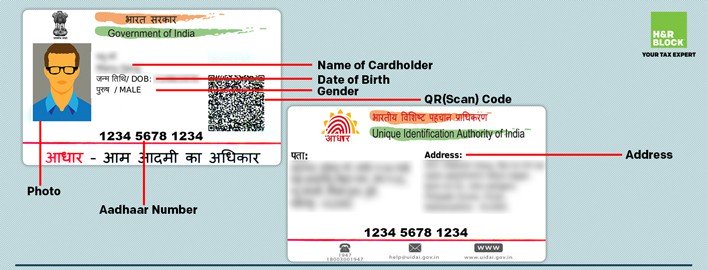 भारत सरकार
Government of India
H&R
BLOCK
YOUR TAX EXPERT
Name of Cardholder
जन्म तिथि/ DOB:
Date of Birth
पुरुष / MALE
Gender
QR(Scan) Code
1234 5678 1234
आधार - आम आदमी का अधिकार
Photo
Aadhaar Number
आधार
भारतीय विशिष्ट पहचान प्राधिकरण
Unique Identification Authority of India
पता:
Address:
Address
1234 5678 1234
1947
18003001947
help@uidai.gov.in
www
www.uidai.gov.in